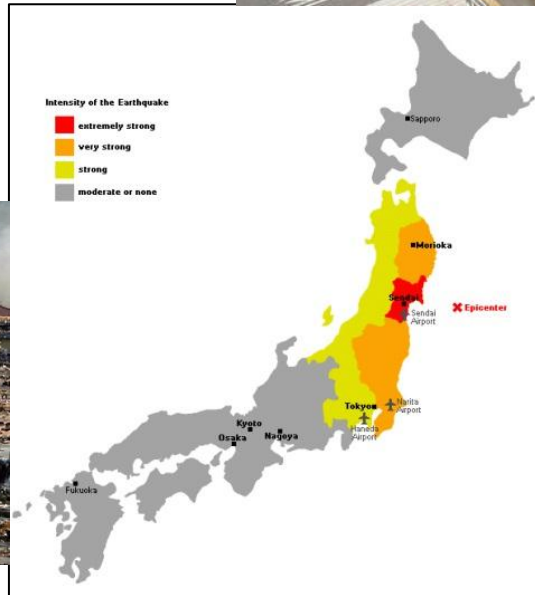 Intensity of the Earthquake
extremely strong
very strong
strong
moderate or none
Sapporo
Morioka
Sendai
Sendai
Airport
Epicenter
Tokyo
Narita
Airport
Haneda
Airport
Kyoto
Osaka
Nagoya
Fukuoka